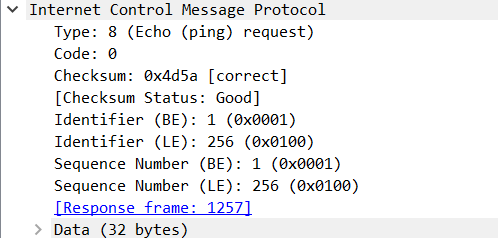 Internet Control Message Protocol
Type: 8 (Echo (ping) request)
Code: 0
Checksum: 0x4d5a [correct]
[Checksum Status: Good]
Identifier (BE): 1 (0x0001)
Identifier (LE): 256 (0x0100)
Sequence Number (BE): 1 (0x0001)
Sequence Number (LE): 256 (0x0100)
[Response frame: 1257]
Data (32 bytes)